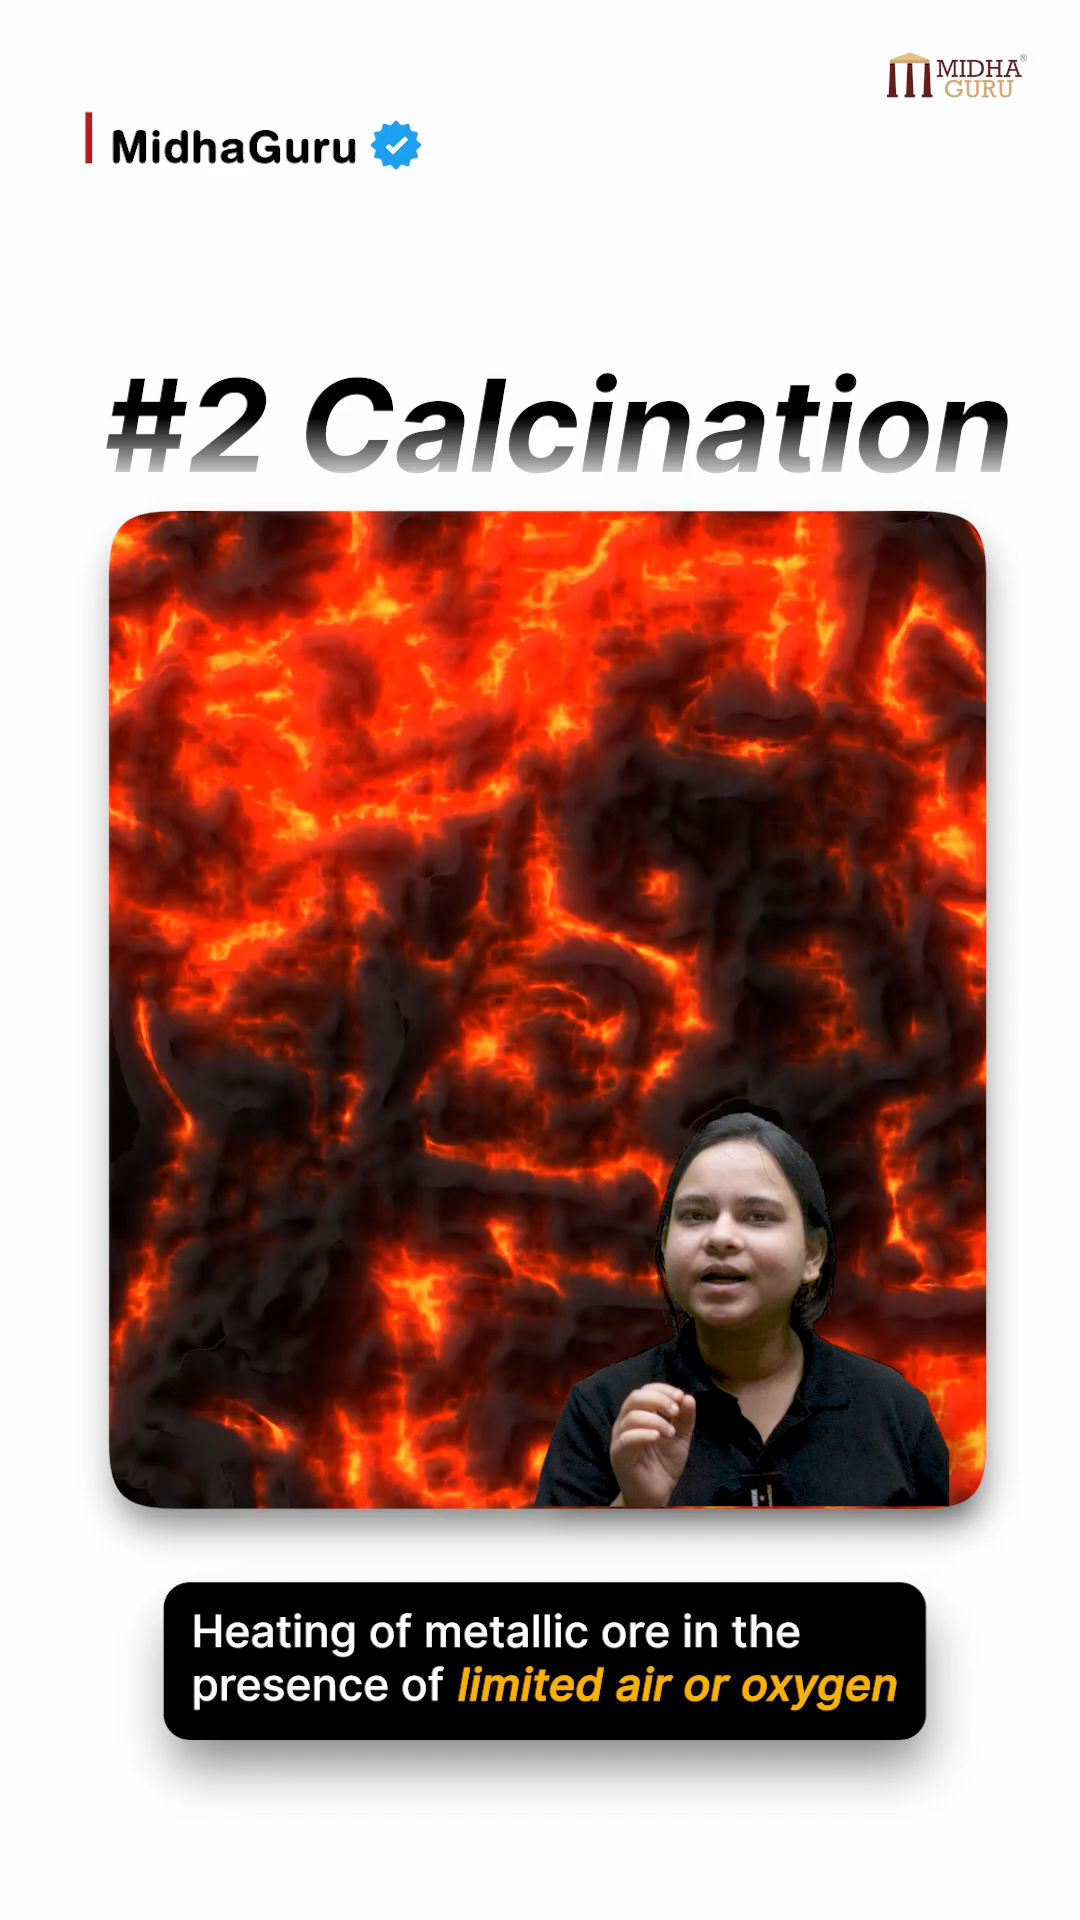 MIDHA
GURU
MidhaGuru
#2 Calcination
Heating of metallic ore in the
presence of limited air or oxygen